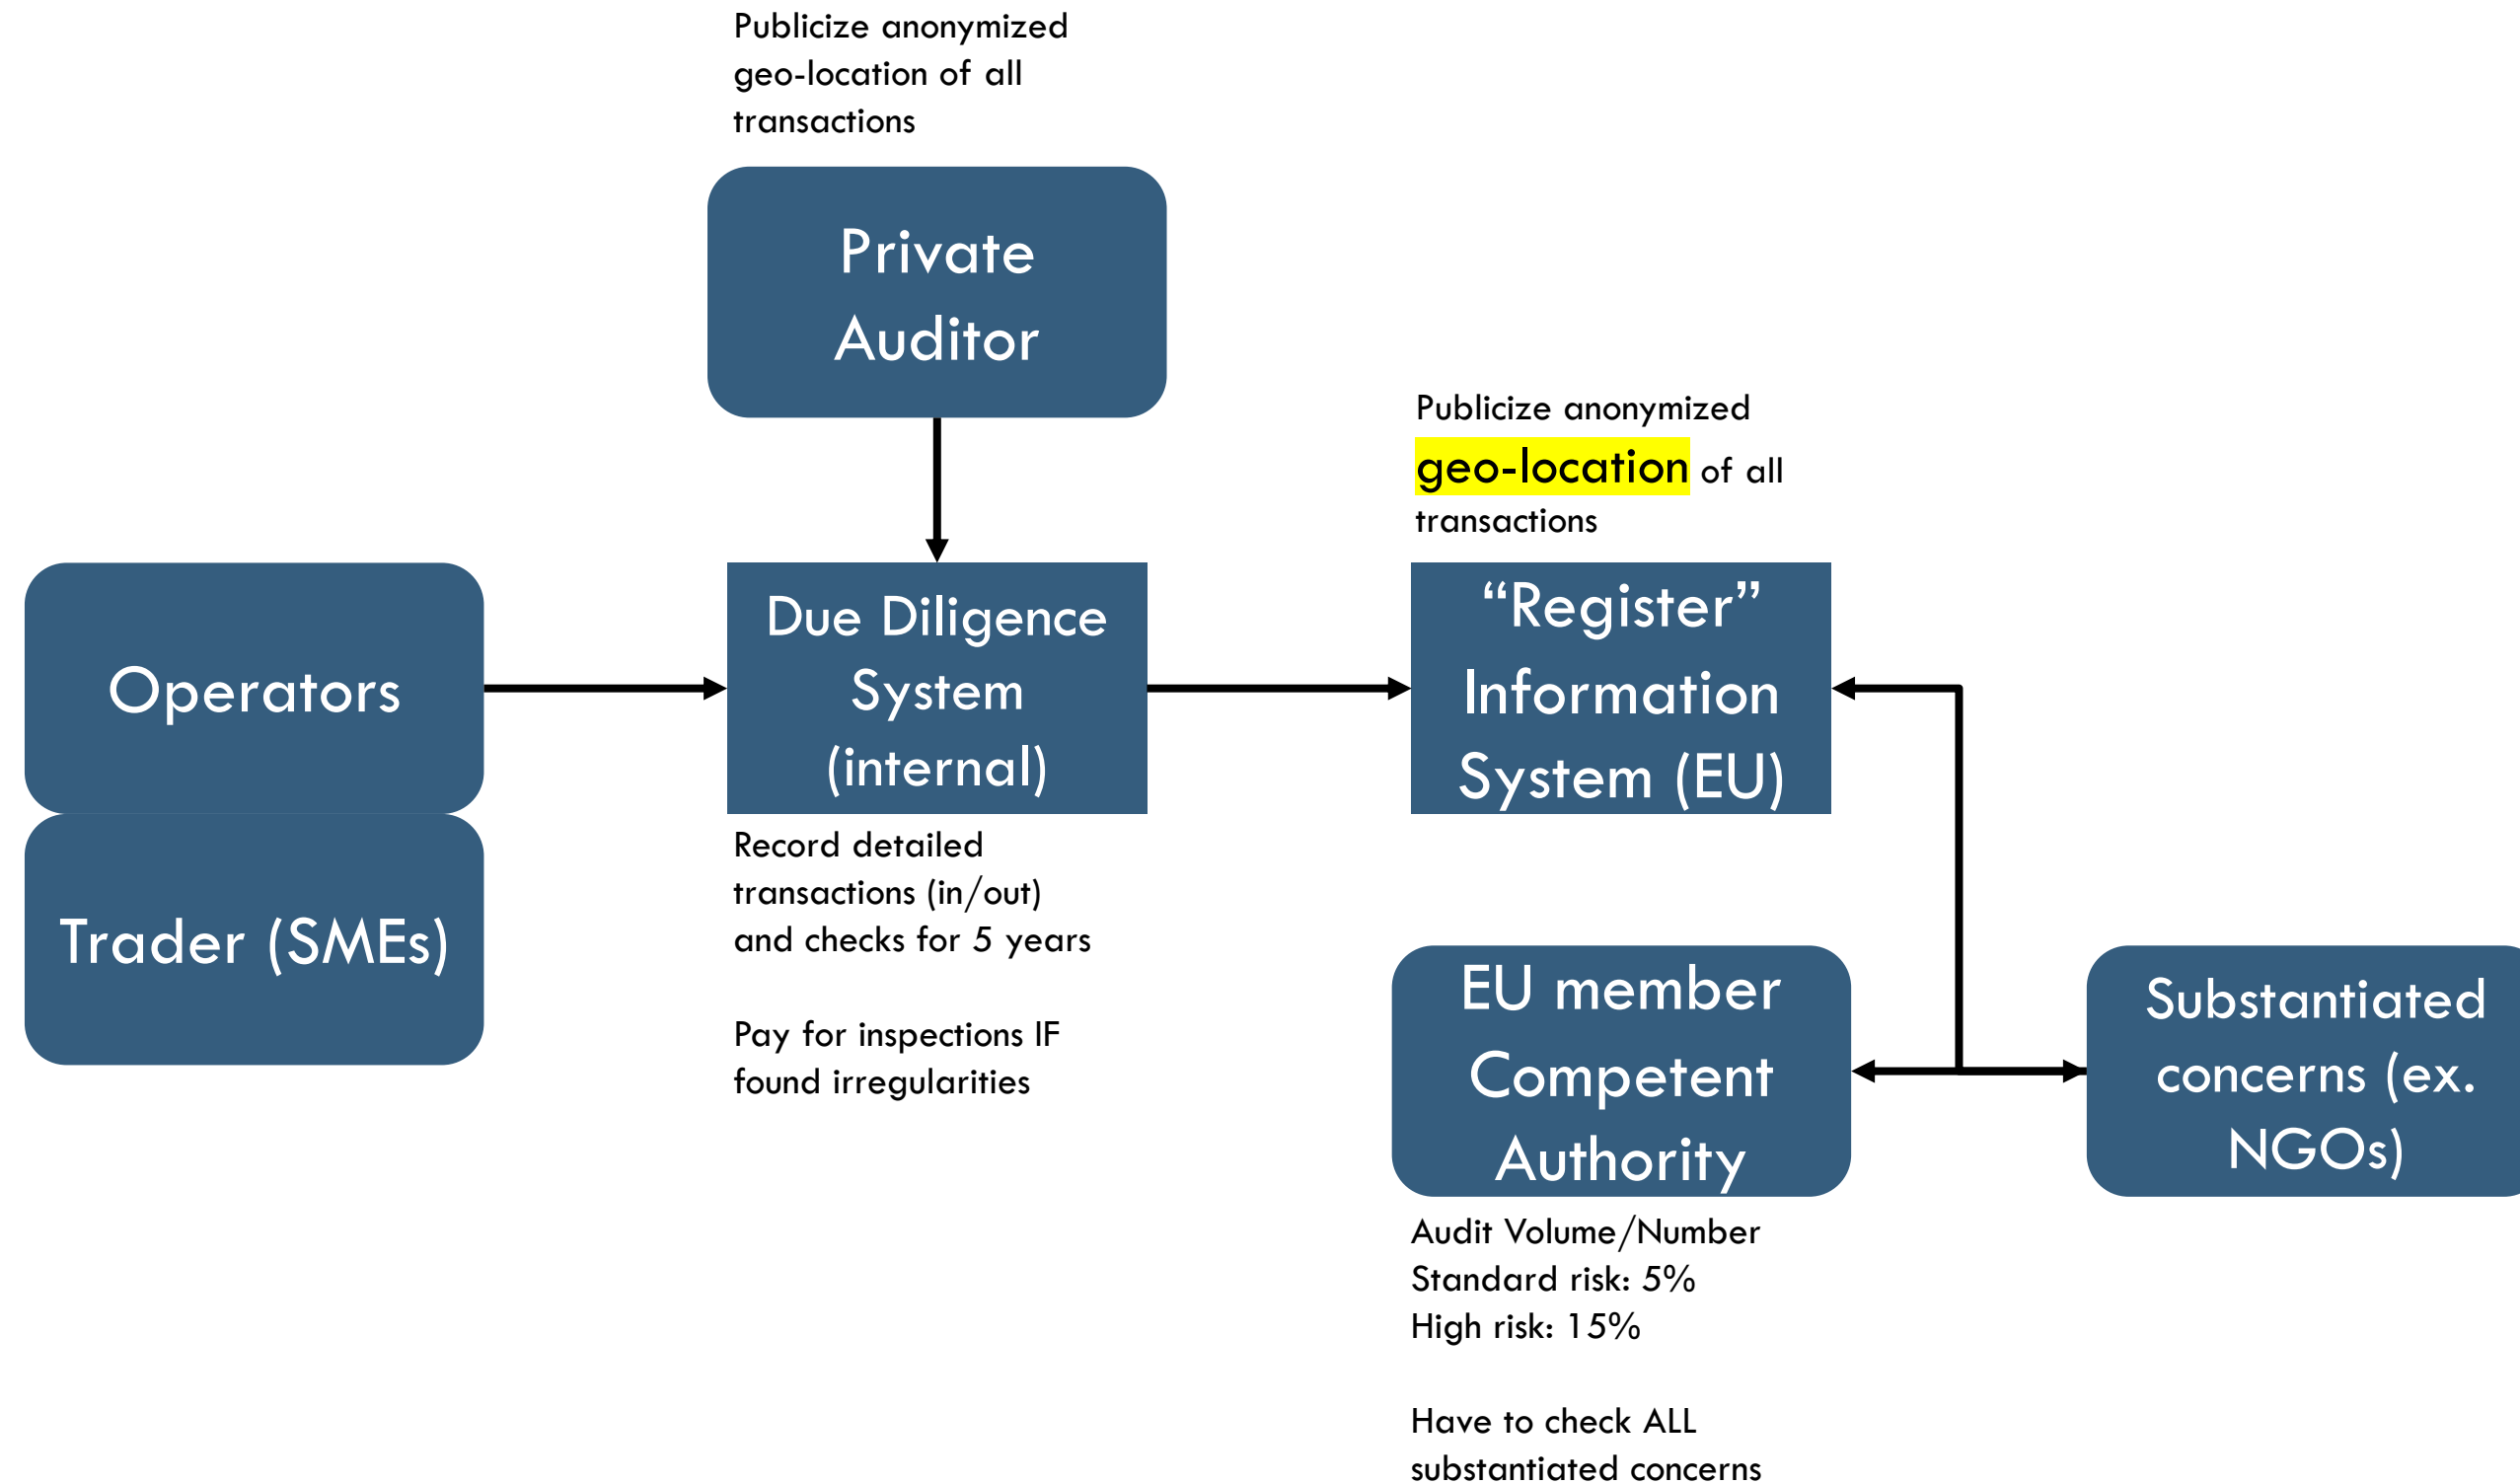 Publicize anonymized
geo-location of all
transactions
Private
Auditor
Publicize anonymized
geo-location of all
transactions
Operators
Trader (SMEs)
Due Diligence
System
(internal)
Record detailed
transactions (in/out)
and checks for 5 years
Pay for inspections IF
found irregularities
“Register”
Information
System (EU)
EU member
Competent
Authority
Audit Volume/Number
Standard risk: 5%
High risk: 15%
Have to check ALL
substantiated concerns
Substantiated
concerns (ex.
NGOs)